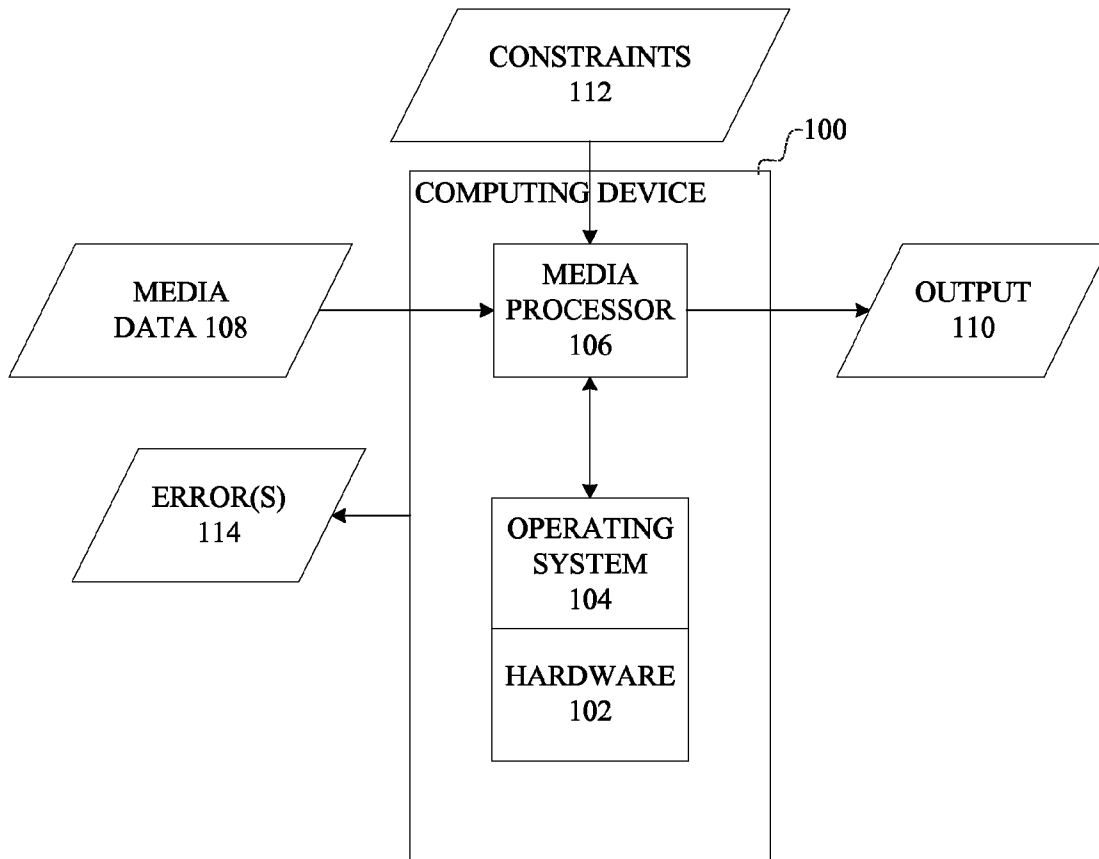 CONSTRAINTS
112
100
COMPUTING DEVICE
MEDIA
DATA 108
MEDIA
PROCESSOR
106
OUTPUT
110
ERROR(S)
114
OPERATING
SYSTEM
104
HARDWARE
102